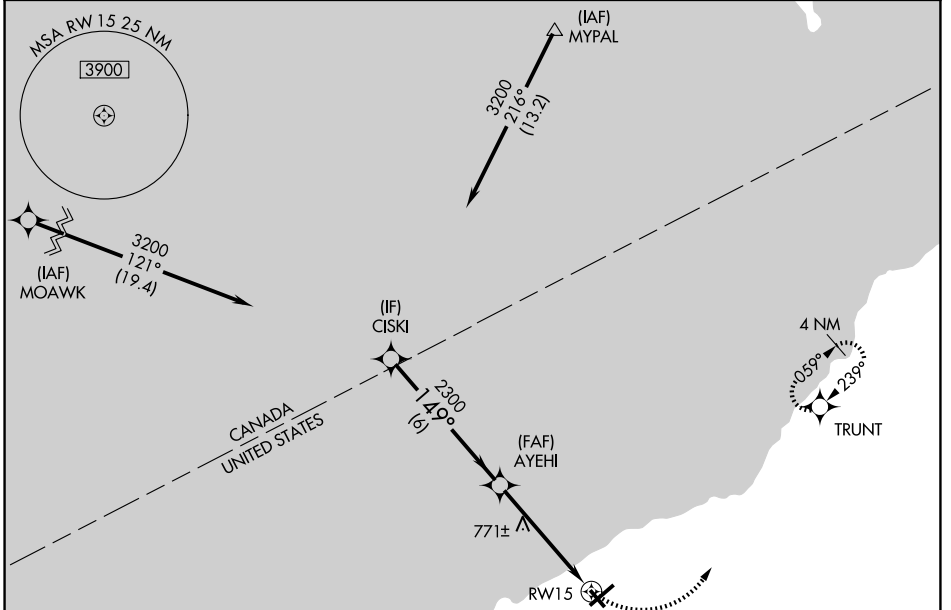 MSA RW 15 25 NM
3900
(IAF)
MYPAL
3200
216°
(13.2)
(IAF)
MOAWK
3200
121°
(19.4)
(IF)
CISKI
2300
149°
(6)
CANADA
UNITED STATES
4 NM
059°
239°
TRUNT
(FAF)
AYEHI
771±
RW15